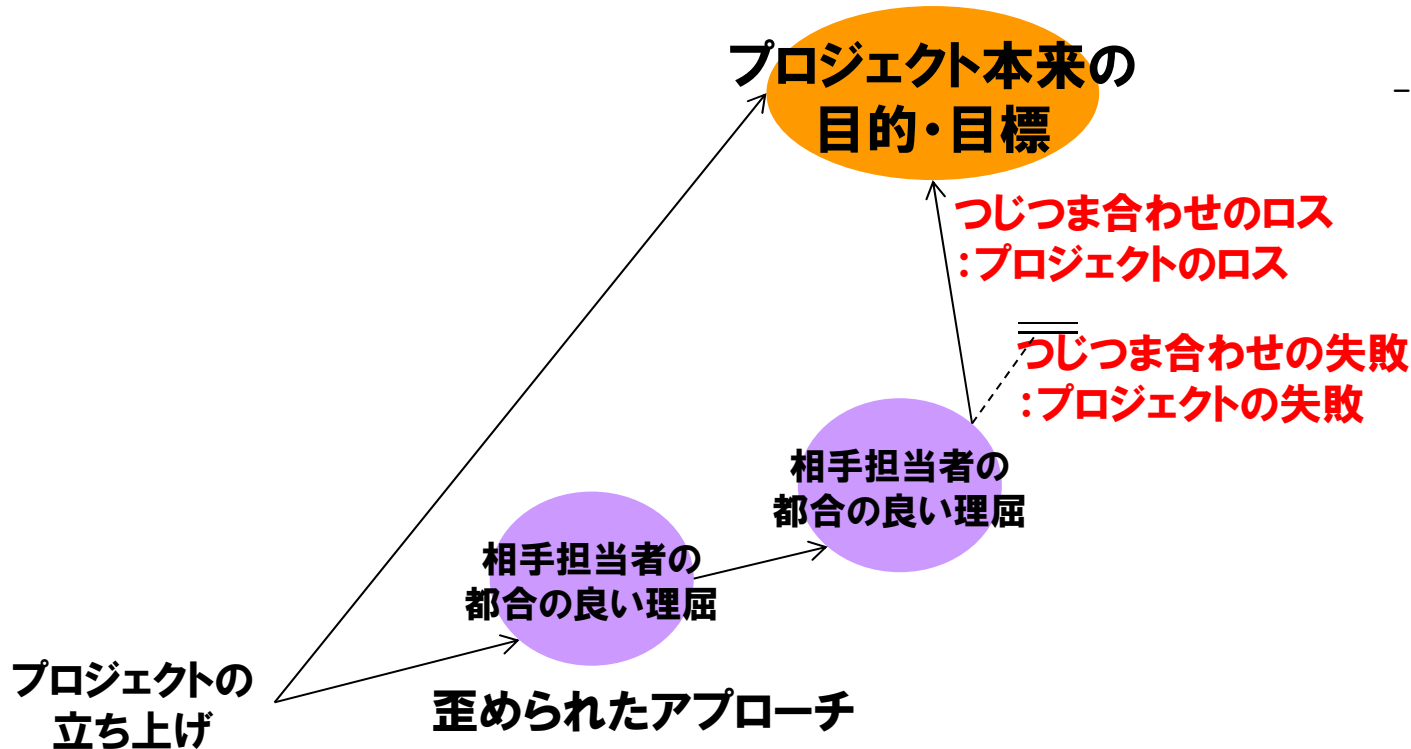 プロジェクト本来の
目的・目標
つじつま合わせのロス
:プロジェクトのロス
つじつま合わせの失敗
:プロジェクトの失敗
相手担当者の
都合の良い理屈
相手担当者の
都合の良い理屈
プロジェクトの
立ち上げ
歪められたアプローチ